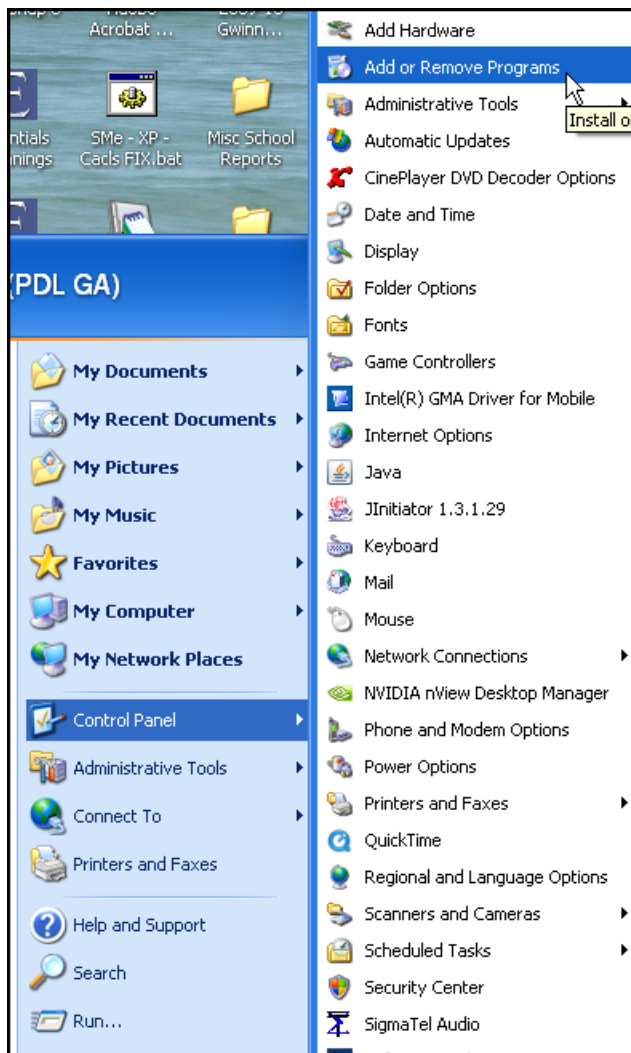 Acrobat ...
Gwinn...
ntials
nnings
SMe - XP -
Cacls FIX.bat
Misc School
Reports
(PDL GA)
My Documents
My Recent Documents
My Pictures
My Music
Favorites
My Computer
My Network Places
Control Panel
Administrative Tools
Connect To
Printers and Faxes
Help and Support
Search
Run...
Add Hardware
Add or Remove Programs
Administrative Tools
Install o
Automatic Updates
CinePlayer DVD Decoder Options
Date and Time
Display
Folder Options
Fonts
Game Controllers
Intel(R) GMA Driver for Mobile
Internet Options
Java
JInitiator 1.3.1.29
Keyboard
Mail
Mouse
Network Connections
NVIDIA nView Desktop Manager
Phone and Modem Options
Power Options
Printers and Faxes
QuickTime
Regional and Language Options
Scanners and Cameras
Scheduled Tasks
Security Center
SigmaTel Audio